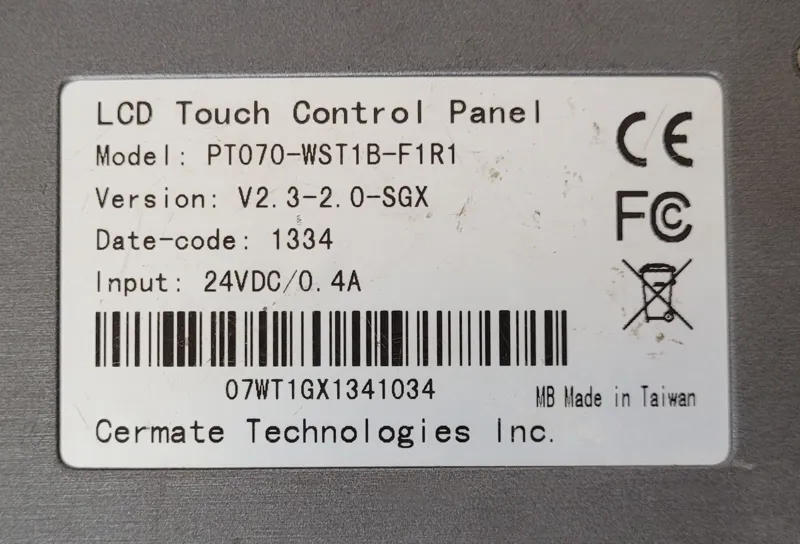 LCD Touch Control Panel
Model: PT070-WST1B-F1R1
Version: V2.3-2.0-SGX
Date-code: 1334
Input: 24VDC/0.4A
CE
FC
07WT1GX1341034
MB Made in Taiwan
Cermate Technologies Inc.